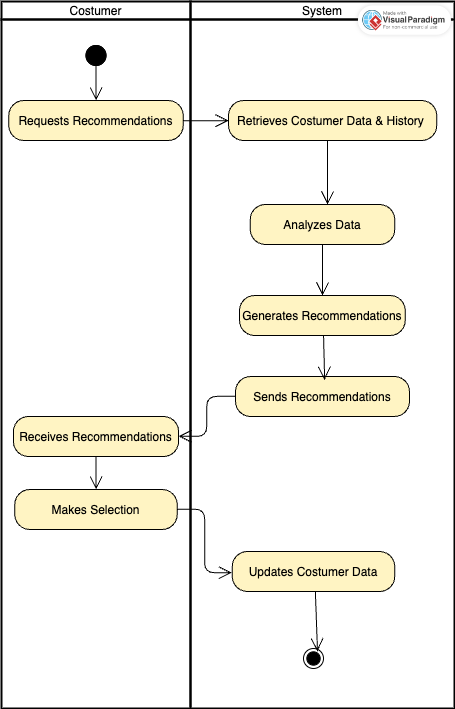 Costumer
System
Made with
Visual Paradigm
For non-commercial use
Requests Recommendations
Retrieves Costumer Data & History
Analyzes Data
Generates Recommendations
Sends Recommendations
Receives Recommendations
Makes Selection
Updates Costumer Data